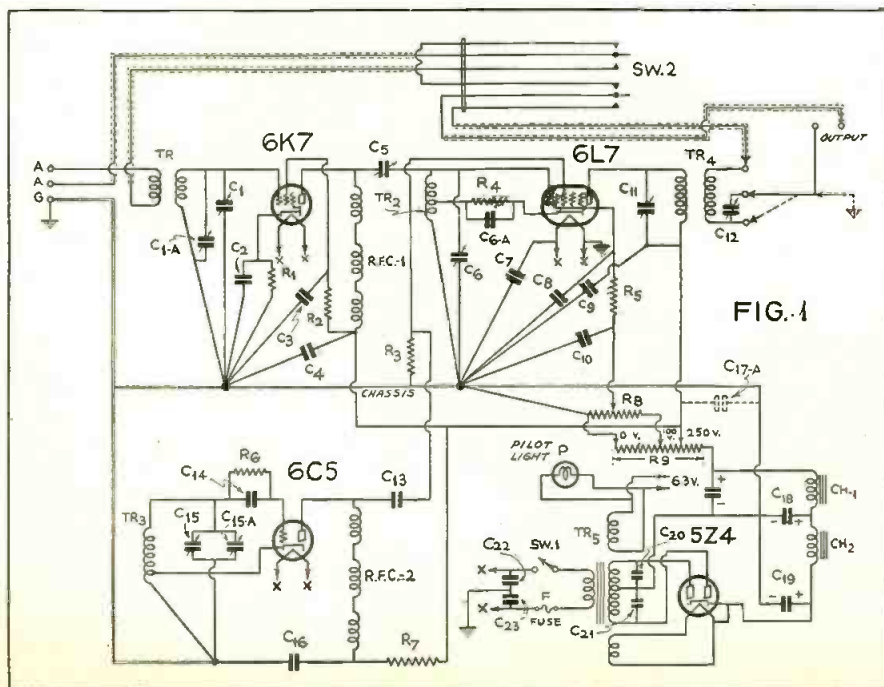 SW.2
6K7
6L7
TR
C5
TR2
R4
C6-A
C11
TR4
OUTPUT
A
A
G
C1
C1-A
C2
R1
C3
R2
C4
R.F.C.-1
R3
C6
C7
C8
C9
C10
R5
C12
FIG.-1
CHASSIS
C17-A
R8
0 V.
100
250 V.
R9
PILOT
LIGHT
P
6.3 V.
+
-
C18
- +
CH-1
CH2
C19
- +
6C5
R6
C14
C13
TR3
C15
C15-A
R.F.C.-2
C16
R7
TR5
C20
5Z4
C22
SW.1
C23
F
FUSE
C21
X
X
X
X
X
X
X
X